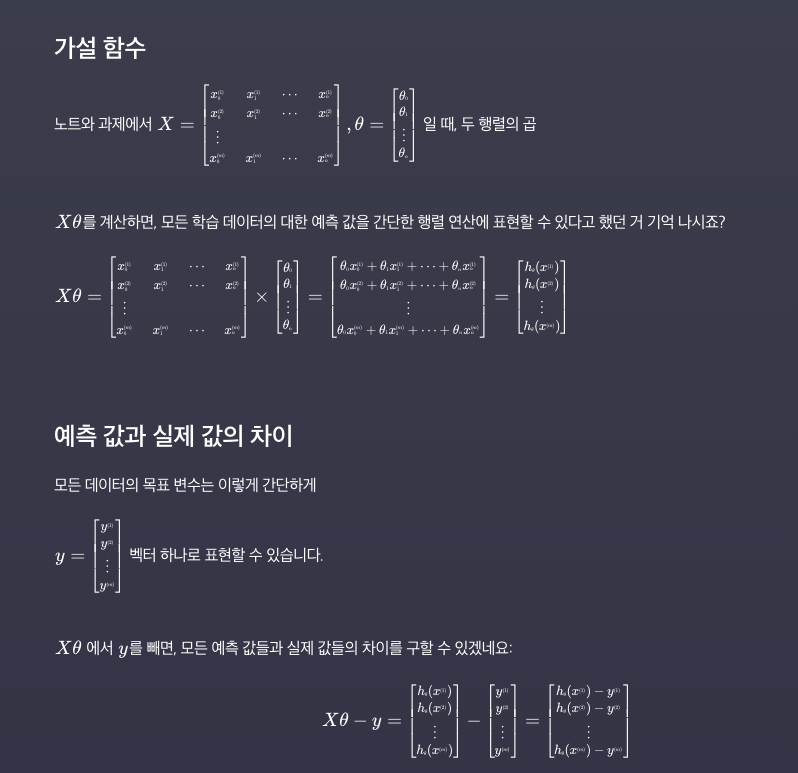 가설 함수
노트와 과제에서 $X = \begin{bmatrix} x_0^{(1)} & x_1^{(1)} & \cdots & x_n^{(1)} \\ x_0^{(2)} & x_1^{(2)} & \cdots & x_n^{(2)} \\ \vdots \\ x_0^{(m)} & x_1^{(m)} & \cdots & x_n^{(m)} \end{bmatrix}, \theta = \begin{bmatrix} \theta_0 \\ \theta_1 \\ \vdots \\ \theta_n \end{bmatrix}$ 일 때, 두 행렬의 곱
$X\theta$를 계산하면, 모든 학습 데이터의 대한 예측 값을 간단한 행렬 연산에 표현할 수 있다고 했던 거 기억 나시죠?
$X\theta = \begin{bmatrix} x_0^{(1)} & x_1^{(1)} & \cdots & x_n^{(1)} \\ x_0^{(2)} & x_1^{(2)} & \cdots & x_n^{(2)} \\ \vdots \\ x_0^{(m)} & x_1^{(m)} & \cdots & x_n^{(m)} \end{bmatrix} \times \begin{bmatrix} \theta_0 \\ \theta_1 \\ \vdots \\ \theta_n \end{bmatrix} = \begin{bmatrix} \theta_0 x_0^{(1)} + \theta_1 x_1^{(1)} + \cdots + \theta_n x_n^{(1)} \\ \theta_0 x_0^{(2)} + \theta_1 x_1^{(2)} + \cdots + \theta_n x_n^{(2)} \\ \vdots \\ \theta_0 x_0^{(m)} + \theta_1 x_1^{(m)} + \cdots + \theta_n x_n^{(m)} \end{bmatrix} = \begin{bmatrix} h_\theta(x^{(1)}) \\ h_\theta(x^{(2)}) \\ \vdots \\ h_\theta(x^{(m)}) \end{bmatrix}$
예측 값과 실제 값의 차이
모든 데이터의 목표 변수는 이렇게 간단하게
$y = \begin{bmatrix} y^{(1)} \\ y^{(2)} \\ \vdots \\ y^{(m)} \end{bmatrix}$ 벡터 하나로 표현할 수 있습니다.
$X\theta$ 에서 $y$를 빼면, 모든 예측 값들과 실제 값들의 차이를 구할 수 있겠네요:
$X\theta - y = \begin{bmatrix} h_\theta(x^{(1)}) \\ h_\theta(x^{(2)}) \\ \vdots \\ h_\theta(x^{(m)}) \end{bmatrix} - \begin{bmatrix} y^{(1)} \\ y^{(2)} \\ \vdots \\ y^{(m)} \end{bmatrix} = \begin{bmatrix} h_\theta(x^{(1)}) - y^{(1)} \\ h_\theta(x^{(2)}) - y^{(2)} \\ \vdots \\ h_\theta(x^{(m)}) - y^{(m)} \end{bmatrix}$